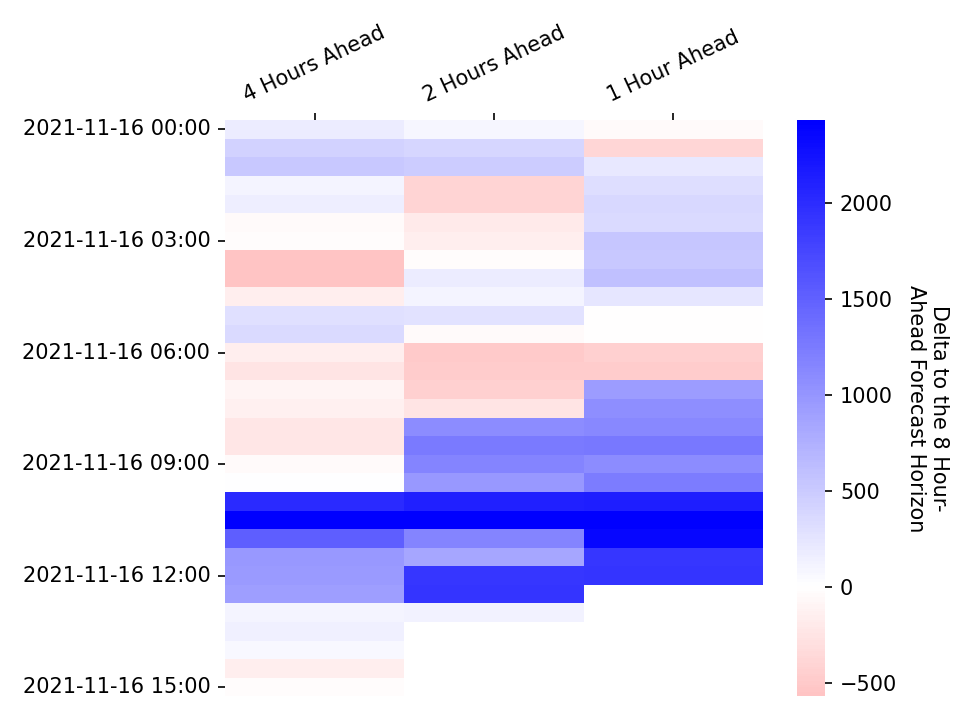 4 Hours Ahead
2 Hours Ahead
1 Hour Ahead
2021-11-16 00:00
2021-11-16 03:00
2021-11-16 06:00
2021-11-16 09:00
2021-11-16 12:00
2021-11-16 15:00
2000
1500
1000
500
0
−500
Delta to the 8 Hour-
Ahead Forecast Horizon